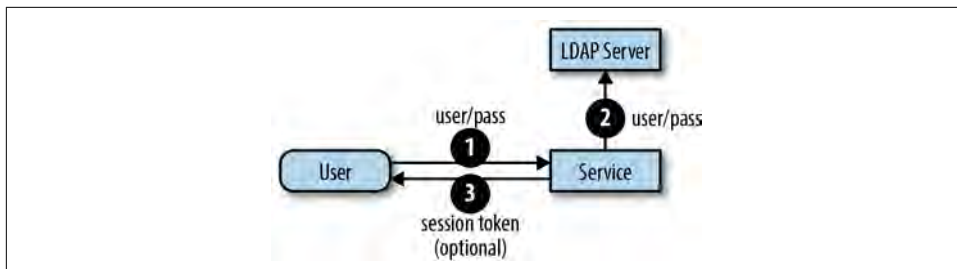 LDAP Server
user/pass
2
user/pass
1
User
Service
3
session token
(optional)